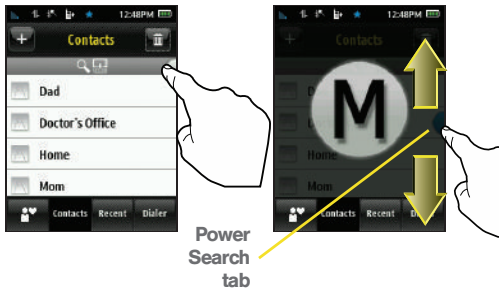 12:48PM
Contacts
Dad
Doctor's Office
Home
Mom
Contacts Recent Dialer
12:48PM
Contacts
M
Home
Mom
Contacts Recent
Power
Search
tab